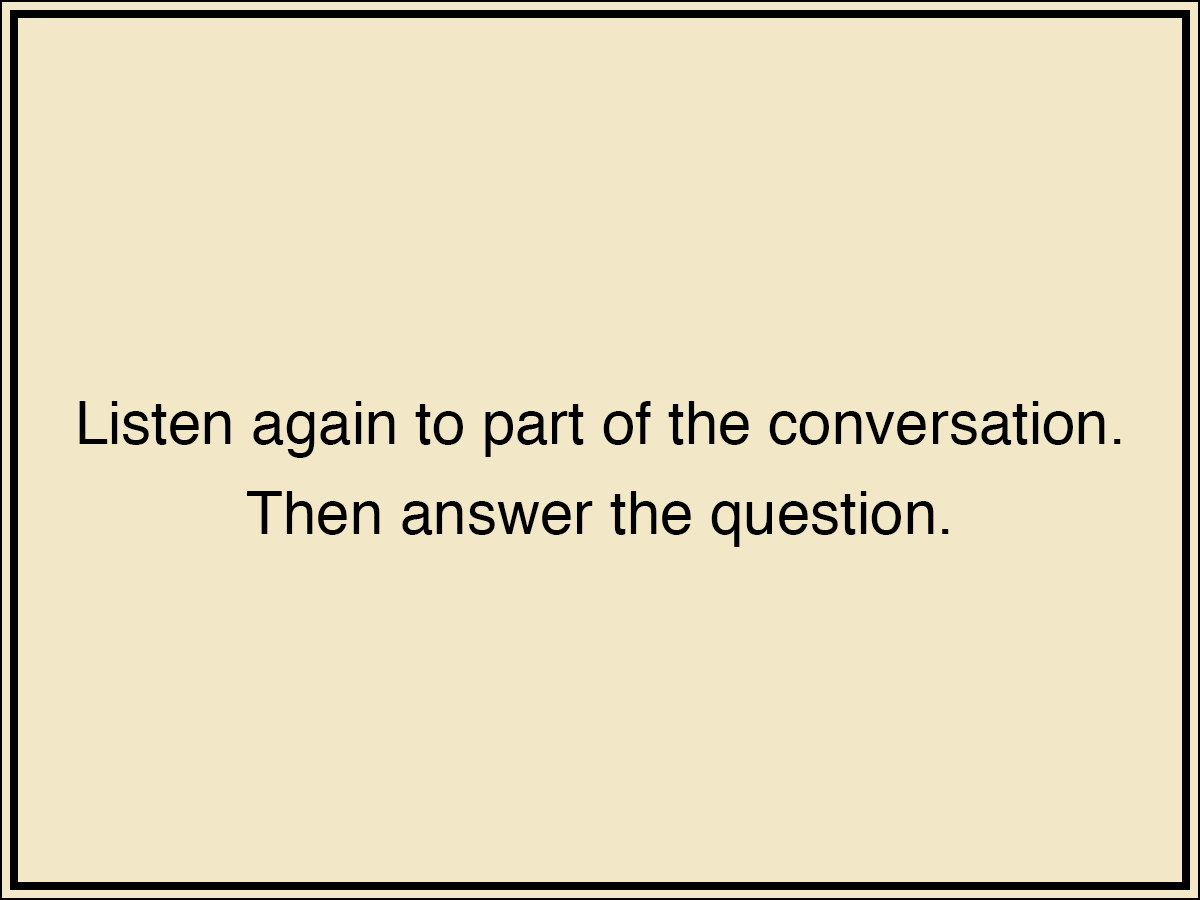 Listen again to part of the conversation.
Then answer the question.